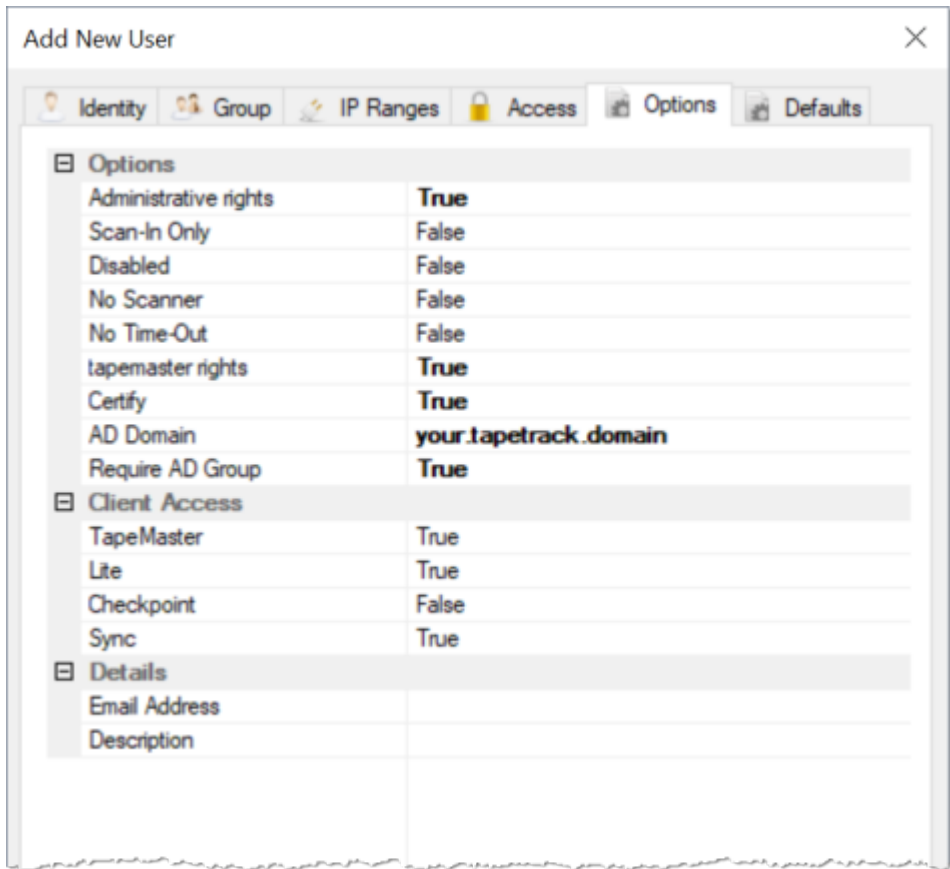 Add New User
Identity Group IP Ranges Access Options Defaults
Options
Administrative rights True
Scan-In Only False
Disabled False
No Scanner False
No Time-Out False
tapemaster rights True
Certify True
AD Domain your.tapetrack.domain
Require AD Group True
Client Access
TapeMaster True
Lite True
Checkpoint False
Sync True
Details
Email Address
Description